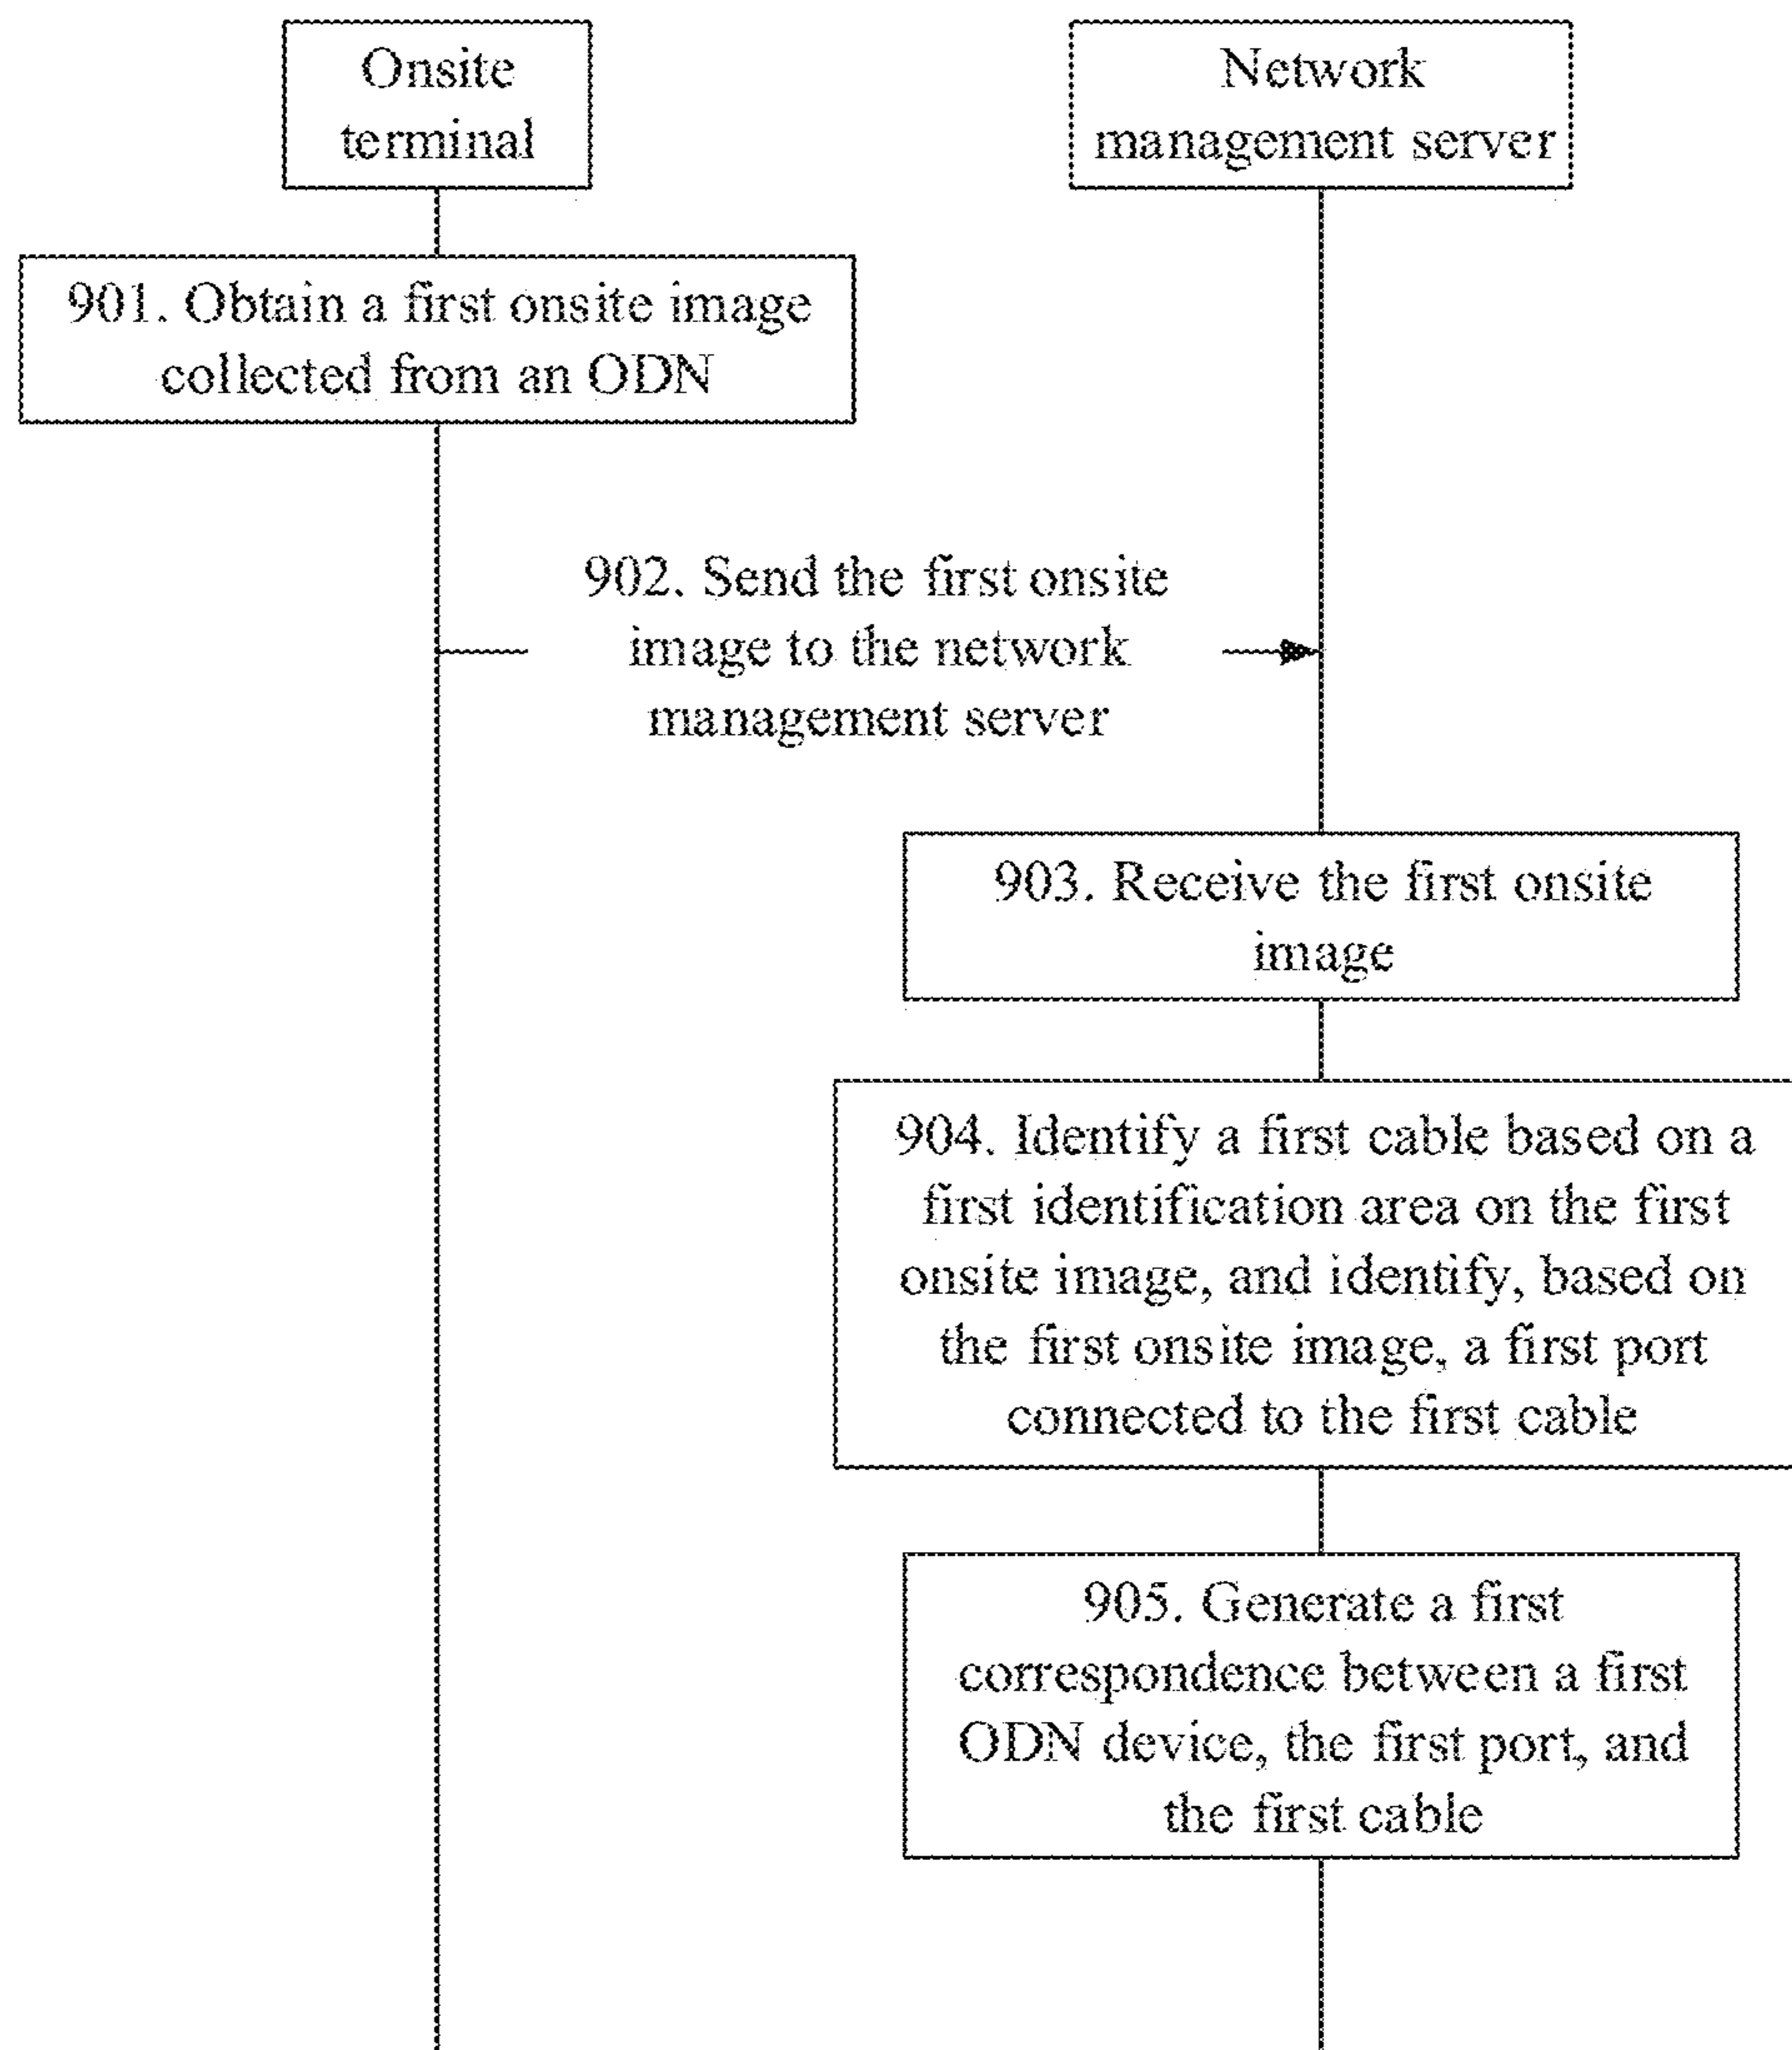 Onsite
terminal
Network
management server
901. Obtain a first onsite image
collected from an ODN
902. Send the first onsite
image to the network
management server
903. Receive the first onsite
image
904. Identify a first cable based on a
first identification area on the first
onsite image, and identify, based on
the first onsite image, a first port
connected to the first cable
905. Generate a first
correspondence between a first
ODN device, the first port, and
the first cable